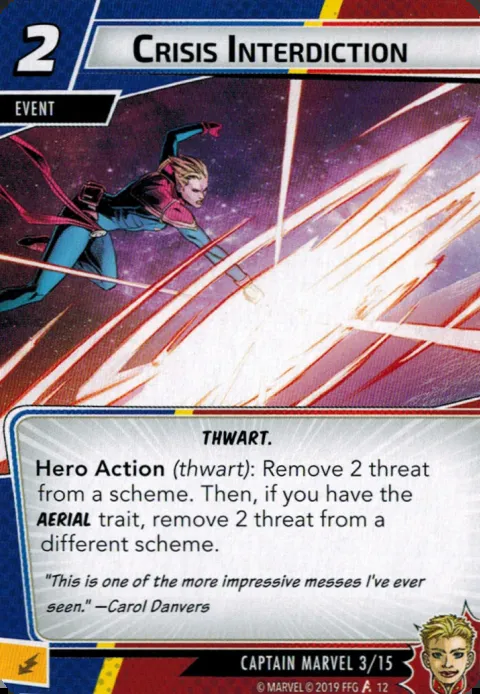 2
CRISIS INTERDICTION
EVENT
THWART.
Hero Action (thwart): Remove 2 threat
from a scheme. Then, if you have the
AERIAL trait, remove 2 threat from a
different scheme.
"This is one of the more impressive messes I've ever
seen." —Carol Danvers
CAPTAIN MARVEL 3/15
© MARVEL © 2019 FFG 12